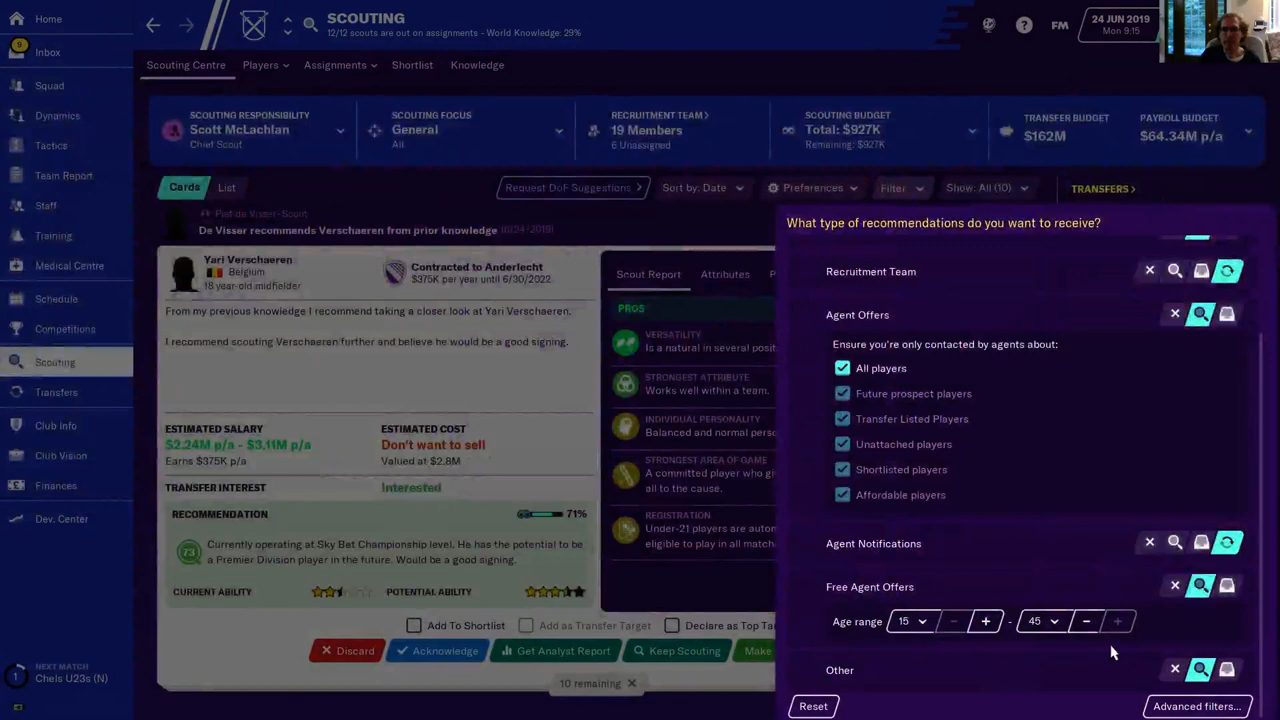 Home
SCOUTING
12/12 scouts are out on assignments - World Knowledge: 29%
FM
24 JUN 2019
Mon 9:15
9
Inbox
Squad
Dynamics
Tactics
Team Report
Staff
Training
Medical Centre
Schedule
Competitions
Scouting
Transfers
Club Info
Club Vision
Finances
Dev. Center
1
NEXT MATCH
Chels U23s (N)
Scouting Centre
Players
Assignments
Shortlist
Knowledge
SCOUTING RESPONSIBILITY
Scott McLachlan
Chief Scout
SCOUTING FOCUS
General
All
RECRUITMENT TEAM >
19 Members
6 Unassigned
SCOUTING BUDGET
Total: $927K
Remaining: $927K
TRANSFER BUDGET
$162M
PAYROLL BUDGET
$64.34M p/a
Cards
List
Request DoF Suggestions >
Sort by: Date
Preferences
Filter
Show: All (10)
TRANSFERS >
Piet de Visser-Scout
De Visser recommends Verschaeren from prior knowledge (6/24/2019)
Yari Verschaeren
Belgium
18 year-old midfielder
Contracted to Anderlecht
$375K per year until 6/30/2022
From my previous knowledge I recommend taking a closer look at Yari Verschaeren.
I recommend scouting Verschaeren further and believe he would be a good signing.
ESTIMATED SALARY
$2.24M p/a - $3.11M p/a
Earns $375K p/a
ESTIMATED COST
Don't want to sell
Valued at $2.8M
TRANSFER INTEREST
Interested
RECOMMENDATION
71%
73
Currently operating at Sky Bet Championship level. He has the potential to
be a Premier Division player in the future. Would be a good signing.
CURRENT ABILITY
POTENTIAL ABILITY
Scout Report
Attributes
P
PROS
VERSATILITY
Is a natural in several posit
STRONGEST ATTRIBUTE
Works well within a team.
INDIVIDUAL PERSONALITY
Balanced and normal perso
STRONGEST AREA OF GAME
A committed player who gi
all to the cause.
REGISTRATION
Under-21 players are autom
eligible to play in all match
Add To Shortlist
Add as Transfer Target
Declare as Top Tar
Discard
Acknowledge
Get Analyst Report
Keep Scouting
Make
10 remaining
What type of recommendations do you want to receive?
Recruitment Team
Agent Offers
Ensure you're only contacted by agents about:
All players
Future prospect players
Transfer Listed Players
Unattached players
Shortlisted players
Affordable players
Agent Notifications
Free Agent Offers
Age range
15
-
45
Other
Reset
Advanced filters...